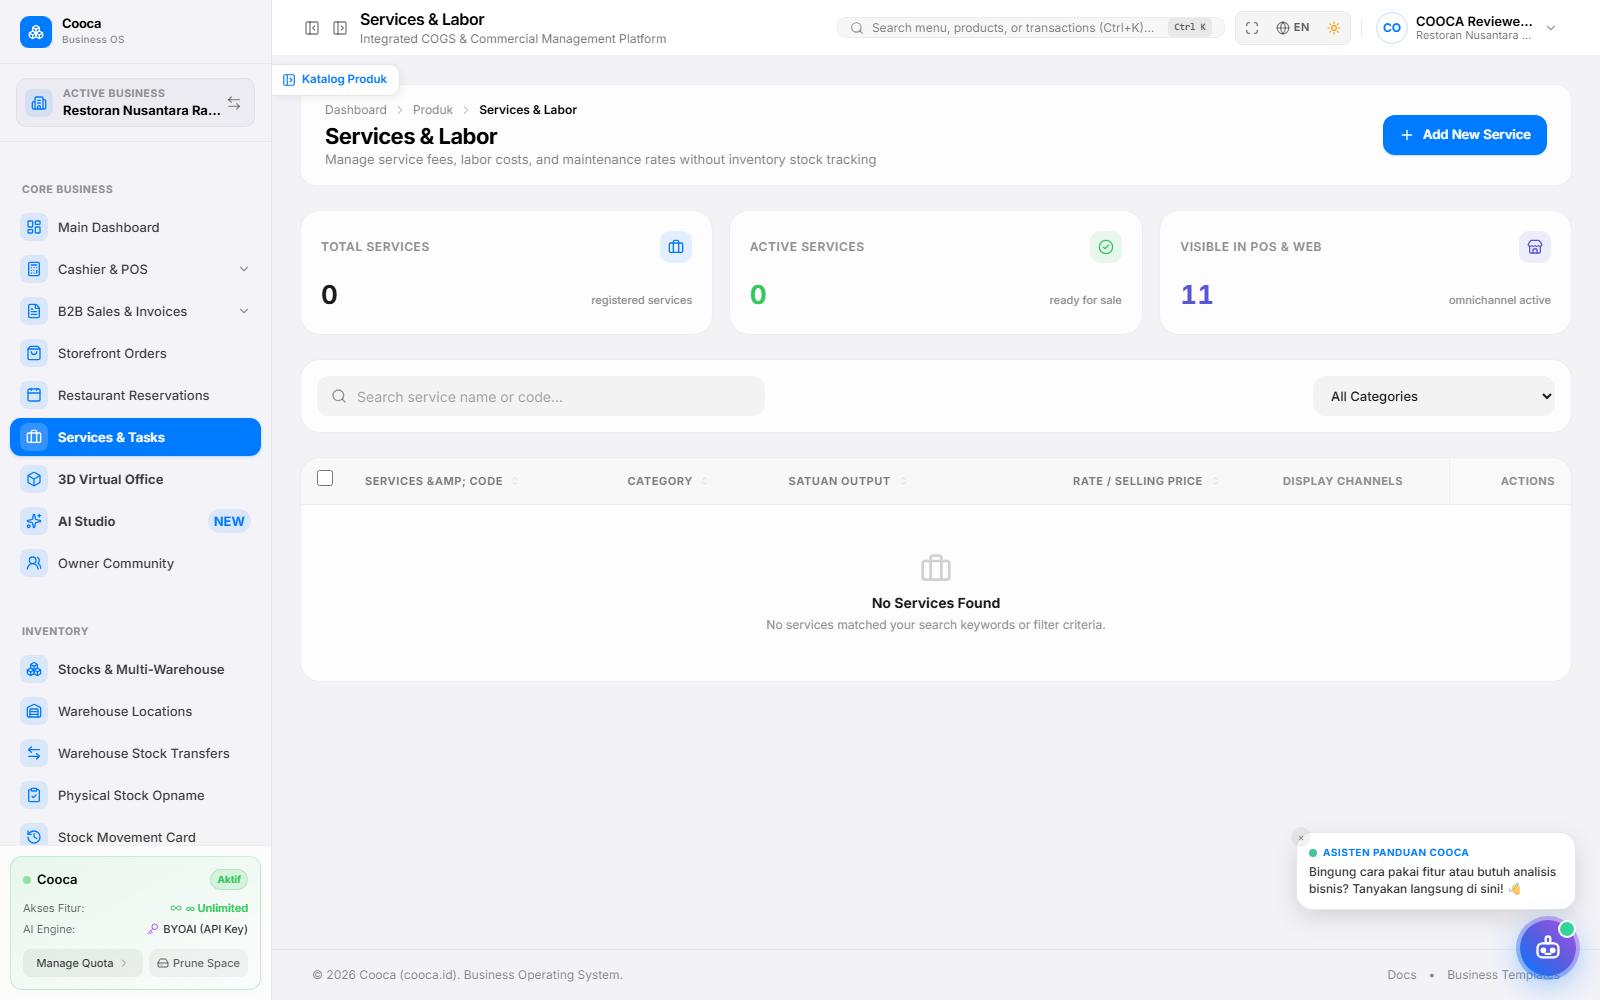 Cooca
Business OS
ACTIVE BUSINESS
Restoran Nusantara Ra...
CORE BUSINESS
Main Dashboard
Cashier & POS
B2B Sales & Invoices
Storefront Orders
Restaurant Reservations
Services & Tasks
3D Virtual Office
AI Studio NEW
Owner Community
INVENTORY
Stocks & Multi-Warehouse
Warehouse Locations
Warehouse Stock Transfers
Physical Stock Opname
Stock Movement Card
Cooca Aktif
Akses Fitur: ∞ Unlimited
AI Engine: BYOAI (API Key)
Manage Quota Prune Space
Services & Labor
Integrated COGS & Commercial Management Platform
Search menu, products, or transactions (Ctrl+K)... Ctrl K
EN
CO
COOCA Reviewe...
Restoran Nusantara ...
Katalog Produk
Dashboard Produk Services & Labor
Services & Labor
Manage service fees, labor costs, and maintenance rates without inventory stock tracking
Add New Service
TOTAL SERVICES
0 registered services
ACTIVE SERVICES
0 ready for sale
VISIBLE IN POS & WEB
11 omnichannel active
Search service name or code...
All Categories
SERVICES &AMP; CODE CATEGORY SATUAN OUTPUT RATE / SELLING PRICE DISPLAY CHANNELS ACTIONS
No Services Found
No services matched your search keywords or filter criteria.
ASISTEN PANDUAN COOCA
Bingung cara pakai fitur atau butuh analisis
bisnis? Tanyakan langsung di sini! 👋
© 2026 Cooca (cooca.id). Business Operating System.
Docs • Business Templates